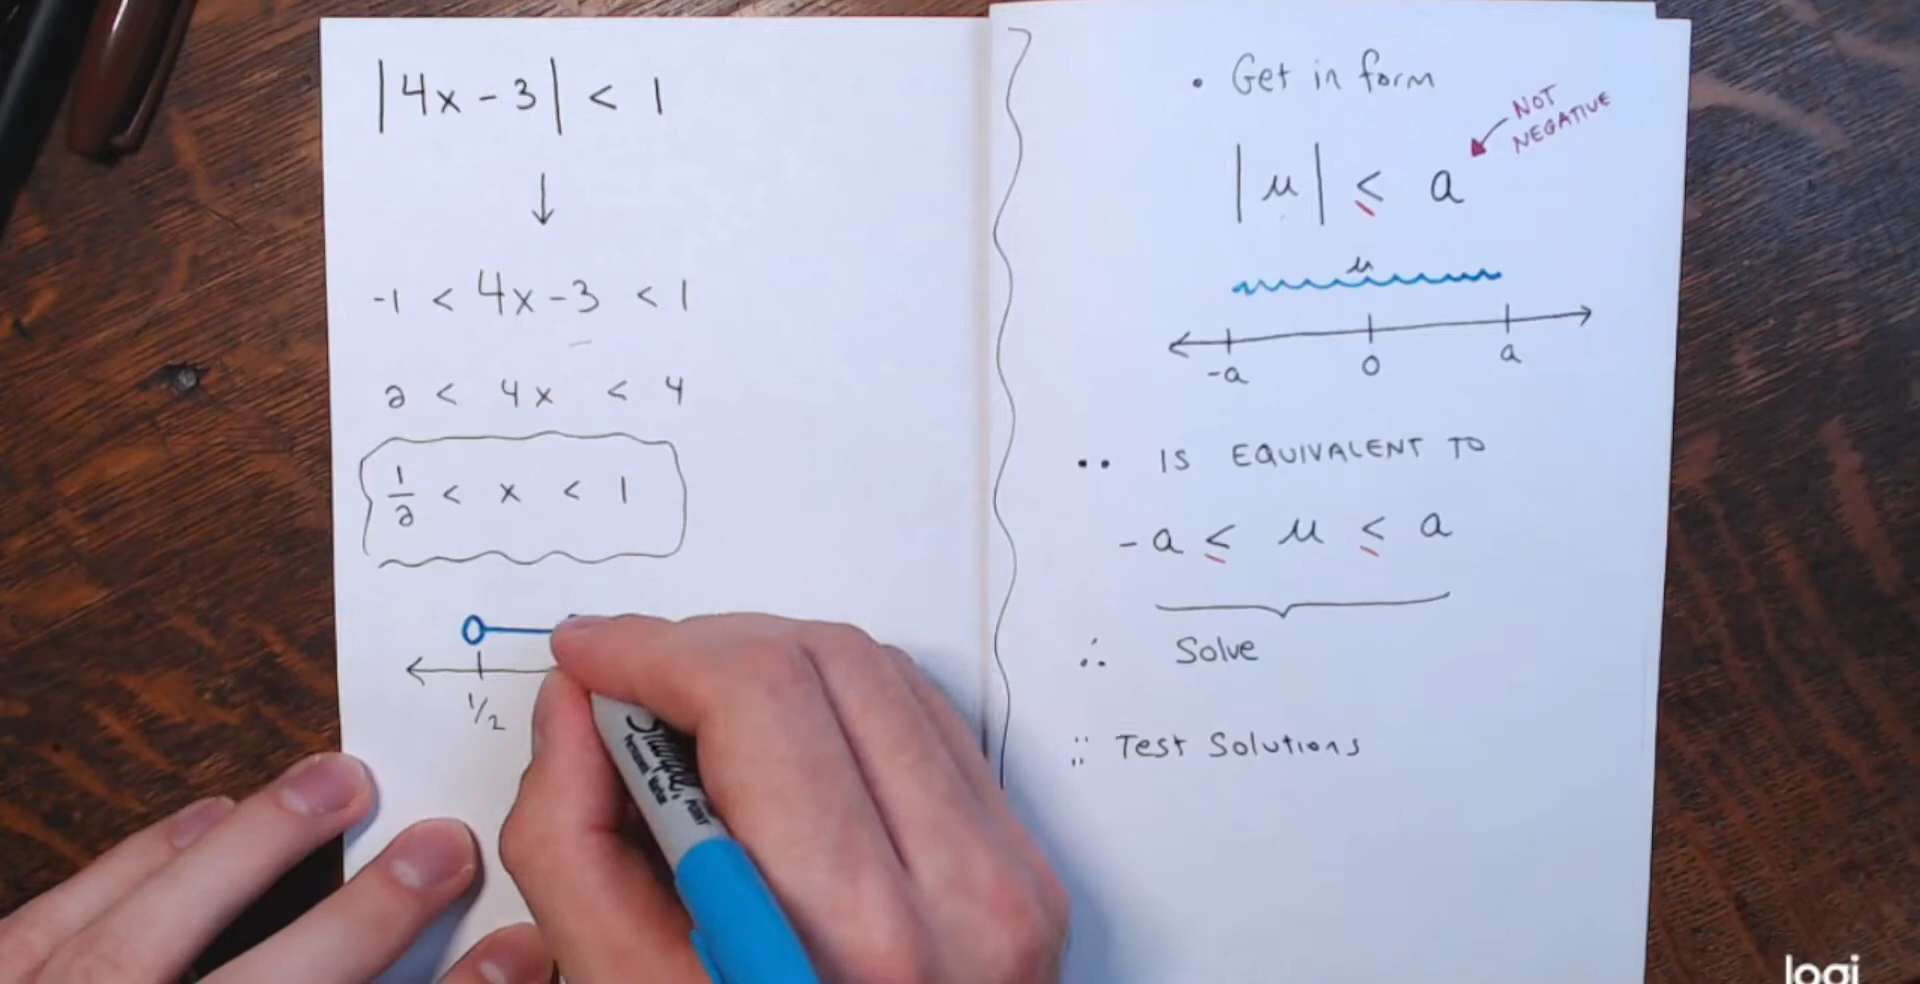 |4x - 3| < 1
↓
-1 < 4x - 3 < 1
2 < 4x < 4
1/2 < x < 1
1/2
• Get in form
NOT
NEGATIVE
|u| ≤ a
u
-a 0 a
•• IS EQUIVALENT TO
-a ≤ u ≤ a
∴ Solve
:: Test Solutions
Sharpie
logi